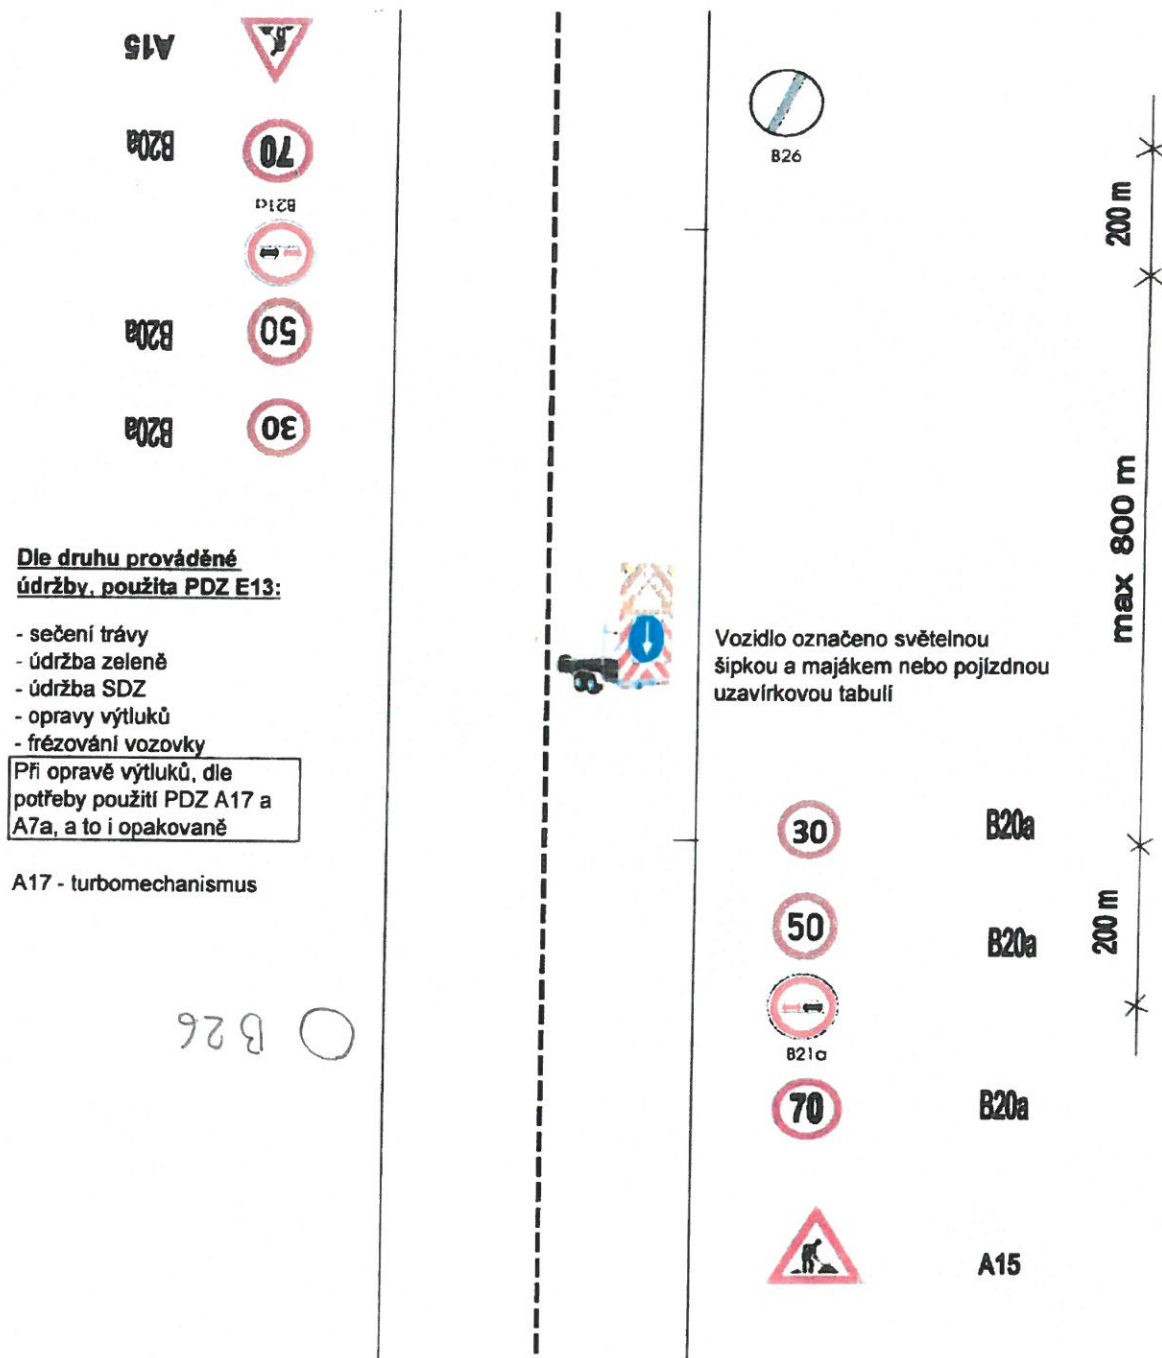 A15
B20a
70
B21a
B20a
50
B20a
30
B26
200 m
max 800 m
200 m
Dle druhu prováděné
údržby, použita PDZ E13:
- sečení trávy
- údržba zeleně
- údržba SDZ
- opravy výtluků
- frézování vozovky
Při opravě výtluků, dle
potřeby použití PDZ A17 a
A7a, a to i opakovaně
A17 - turbomechanismus
B26
Vozidlo označeno světelnou
šipkou a majákem nebo pojízdnou
uzavírkovou tabulí
30
B20a
50
B20a
B21a
70
B20a
A15